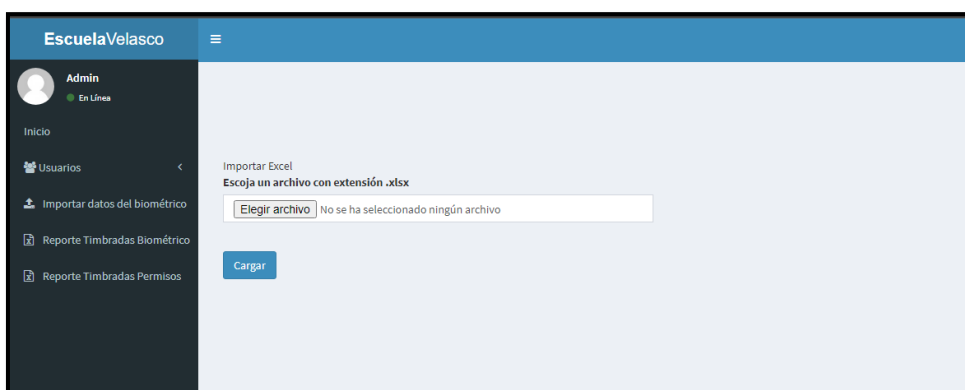 EscuelaVelasco
Admin
En Línea
Inicio
Usuarios
Importar datos del biométrico
Reporte Timbradas Biométrico
Reporte Timbradas Permisos
Importar Excel
Escoja un archivo con extensión .xlsx
Elegir archivo No se ha seleccionado ningún archivo
Cargar